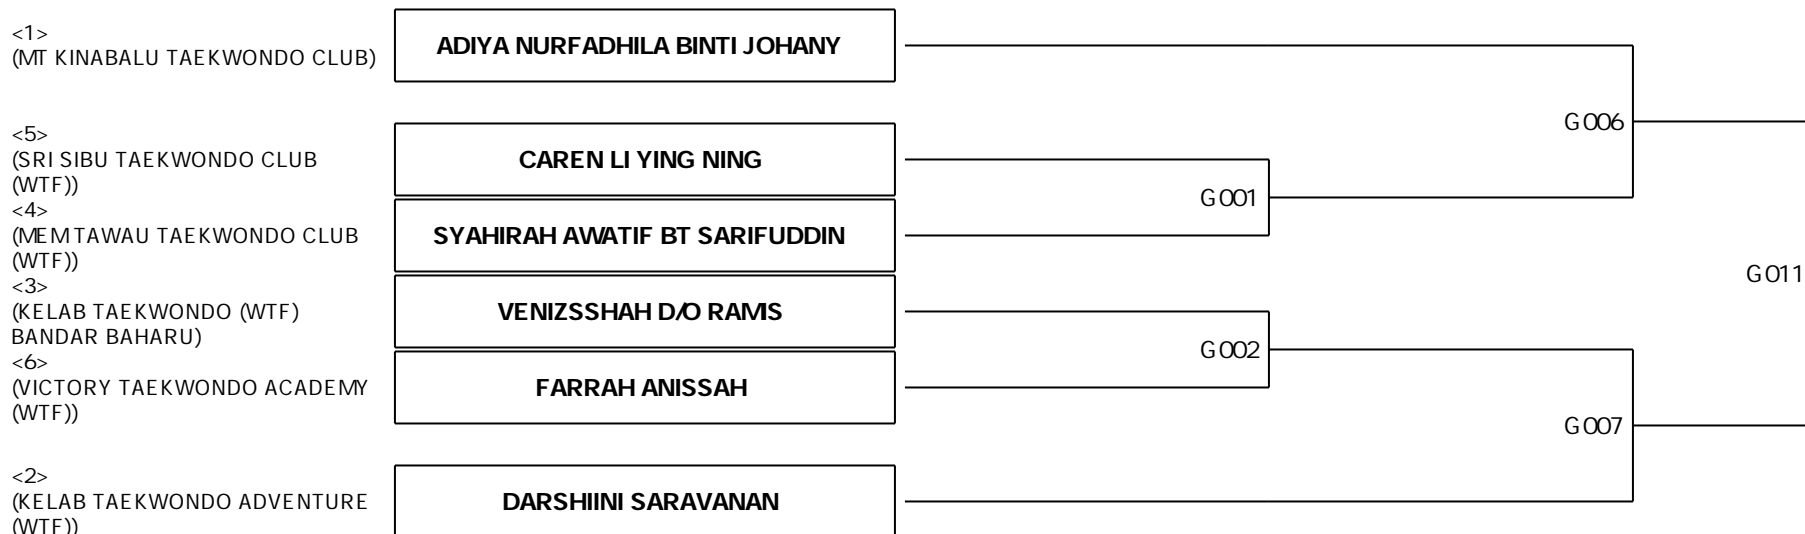 <1>
(MT KINABALU TAEKWONDO CLUB)
ADIYA NURFADHILA BINTI JOHANY
G006
<5>
(SRI SIBU TAEKWONDO CLUB
(WTF))
CAREN LI YING NING
G001
<4>
(MEM TAWAU TAEKWONDO CLUB
(WTF))
SYAHIRAH AWATIF BT SARIFUDDIN
G011
<3>
(KELAB TAEKWONDO (WTF)
BANDAR BAHARU)
VENIZSSHAH D/O RAMIS
G002
<6>
(VICTORY TAEKWONDO ACADEMY
(WTF))
FARRAH ANISSAH
G007
<2>
(KELAB TAEKWONDO ADVENTURE
(WTF))
DARSHIINI SARAVANAN